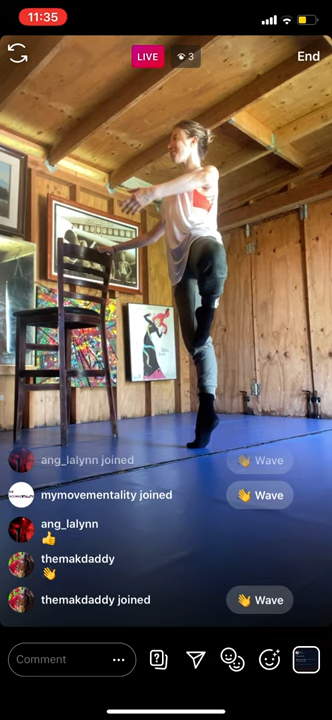 11:35
LIVE
3
End
ang_lalynn joined
Wave
mymovementality joined
Wave
ang_lalynn
👍
themakdaddy
👋
themakdaddy joined
Wave
Comment